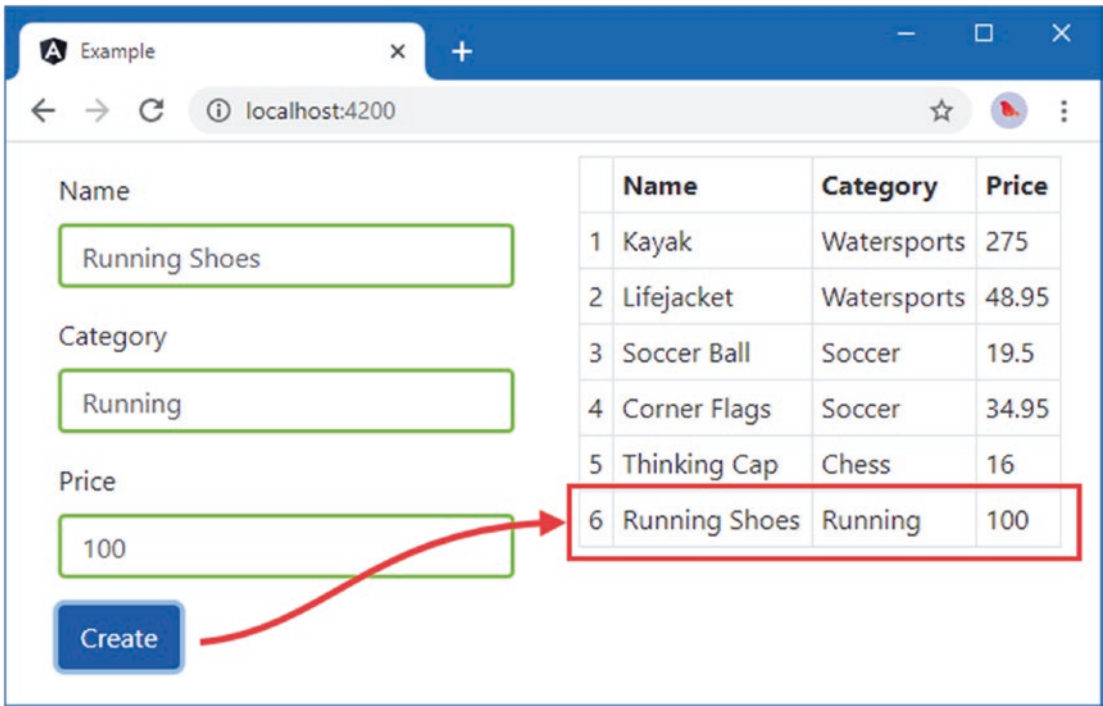 Example
localhost:4200
Name
Running Shoes
Category
Running
Price
100
Create
Name Category Price
1 Kayak Watersports 275
2 Lifejacket Watersports 48.95
3 Soccer Ball Soccer 19.5
4 Corner Flags Soccer 34.95
5 Thinking Cap Chess 16
6 Running Shoes Running 100